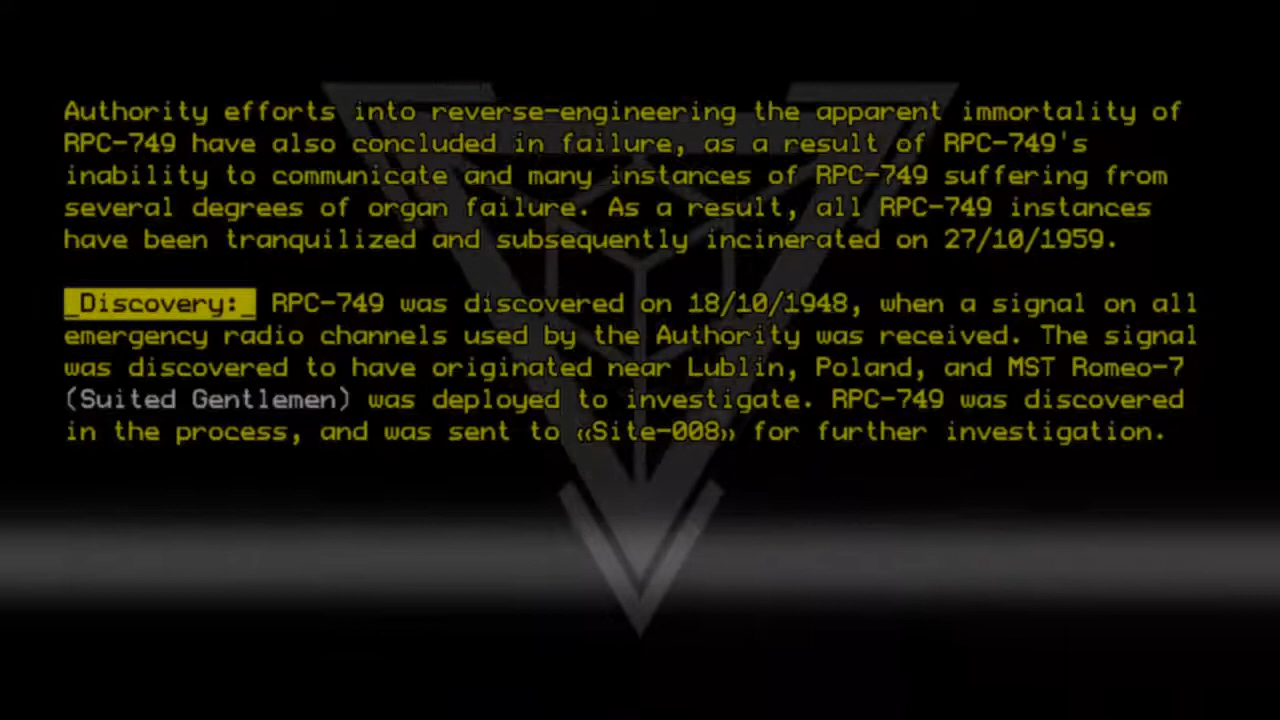 Authority efforts into reverse-engineering the apparent immortality of
RPC-749 have also concluded in failure, as a result of RPC-749's
inability to communicate and many instances of RPC-749 suffering from
several degrees of organ failure. As a result, all RPC-749 instances
have been tranquilized and subsequently incinerated on 27/10/1959.
_Discovery:_ RPC-749 was discovered on 18/10/1948, when a signal on all
emergency radio channels used by the Authority was received. The signal
was discovered to have originated near Lublin, Poland, and MST Romeo-7
(Suited Gentlemen) was deployed to investigate. RPC-749 was discovered
in the process, and was sent to «Site-008» for further investigation.